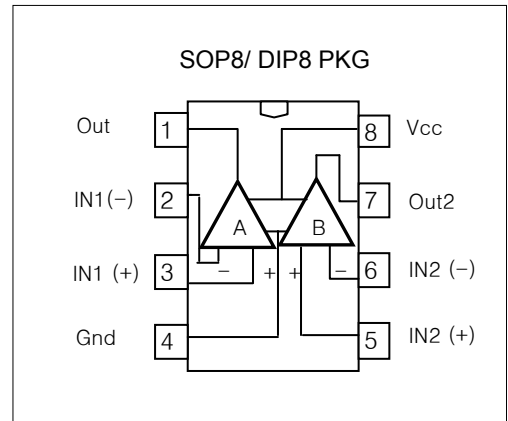 SOP8/ DIP8 PKG
Out 1 8 Vcc
IN1(-) 2 7 Out2
A B
IN1 (+) 3 - + + - 6 IN2 (-)
Gnd 4 5 IN2 (+)